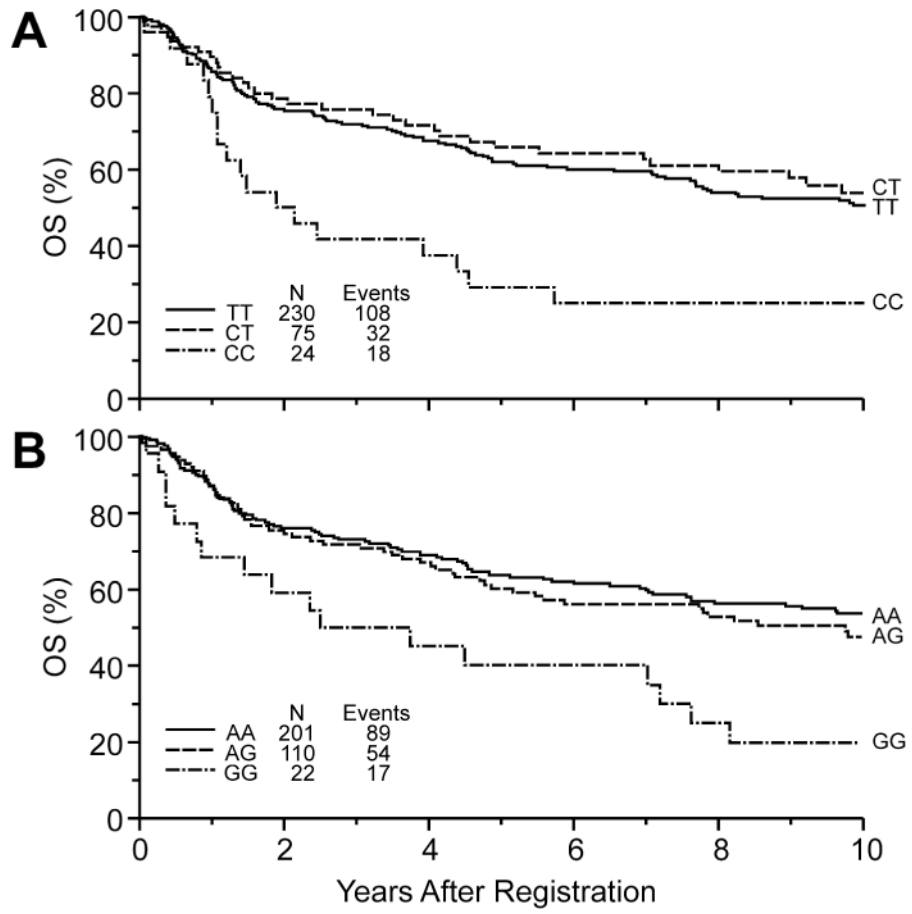 A
100
80
60
40
20
0
OS (%)
N Events
TT 230 108
CT 75 32
CC 24 18
CT
TT
CC
B
100
80
60
40
20
0
OS (%)
N Events
AA 201 89
AG 110 54
GG 22 17
AA
AG
GG
0 2 4 6 8 10
Years After Registration